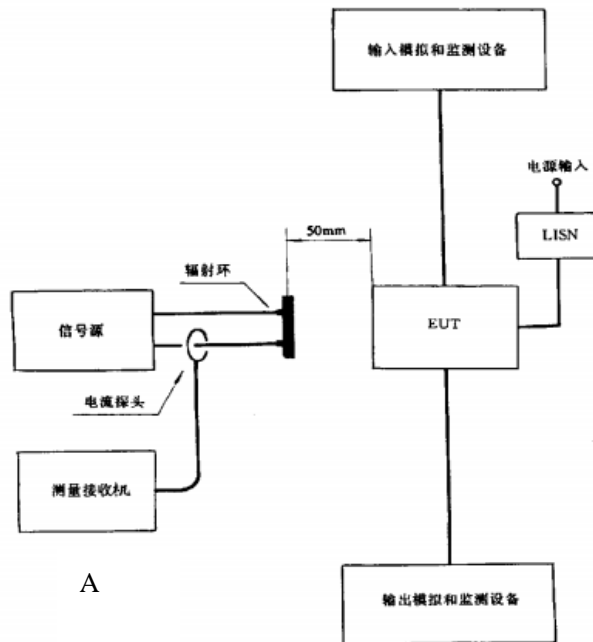 输入模拟和监测设备
电源输入
LISN
50mm
辐射环
信号源
EUT
电流探头
测量接收机
A
输出模拟和监测设备